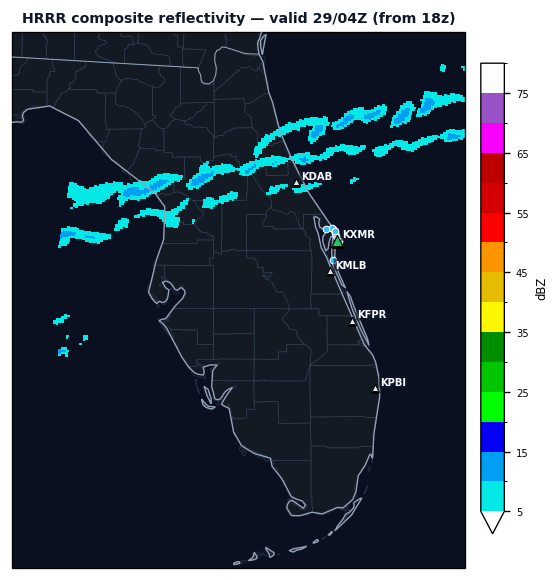 HRRR composite reflectivity — valid 29/04Z (from 18z)
KDAB
KXMR
KMLB
KFPR
KPBI
75
65
55
45
35
25
15
5
dBZ